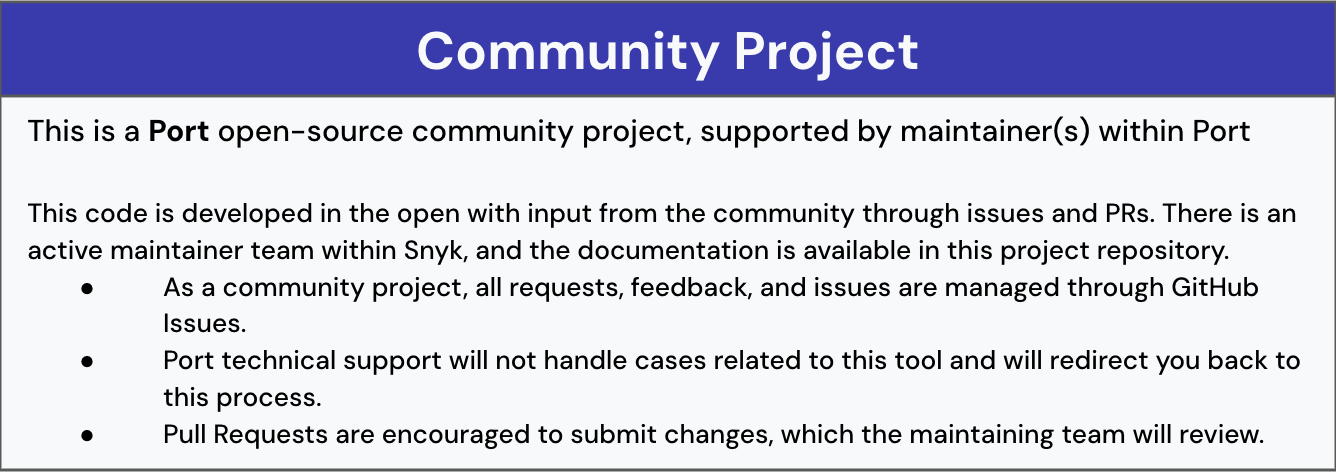 Community Project
This is a Port open-source community project, supported by maintainer(s) within Port
This code is developed in the open with input from the community through issues and PRs. There is an
active maintainer team within Snyk, and the documentation is available in this project repository.
● As a community project, all requests, feedback, and issues are managed through GitHub
Issues.
● Port technical support will not handle cases related to this tool and will redirect you back to
this process.
● Pull Requests are encouraged to submit changes, which the maintaining team will review.